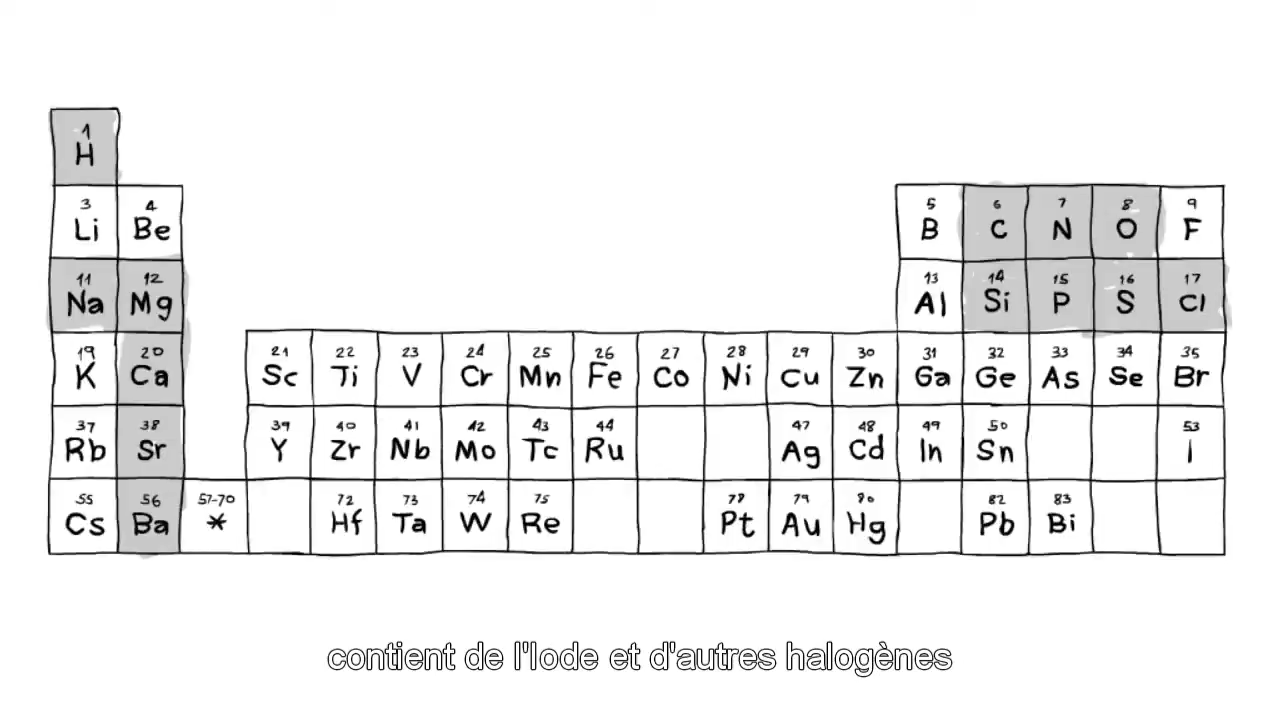 1
H
3 4 5 6 7 8 9
Li Be B C N O F
11 12 13 14 15 16 17
Na Mg Al Si P S Cl
19 20 21 22 23 24 25 26 27 28 29 30 31 32 33 34 35
K Ca Sc Ti V Cr Mn Fe Co Ni Cu Zn Ga Ge As Se Br
37 38 39 40 41 42 43 44 47 48 49 50 53
Rb Sr Y Zr Nb Mo Tc Ru Ag Cd In Sn I
55 56 57-70 72 73 74 75 78 79 80 82 83
Cs Ba * Hf Ta W Re Pt Au Hg Pb Bi
contient de l'Iode et d'autres halogènes